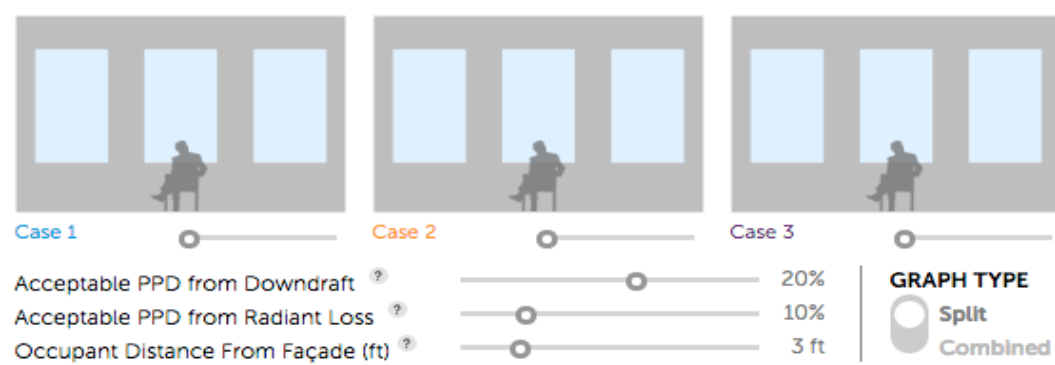 Case 1
Case 2
Case 3
Acceptable PPD from Downdraft ? 20%
Acceptable PPD from Radiant Loss ? 10%
Occupant Distance From Façade (ft) ? 3 ft
GRAPH TYPE
Split
Combined